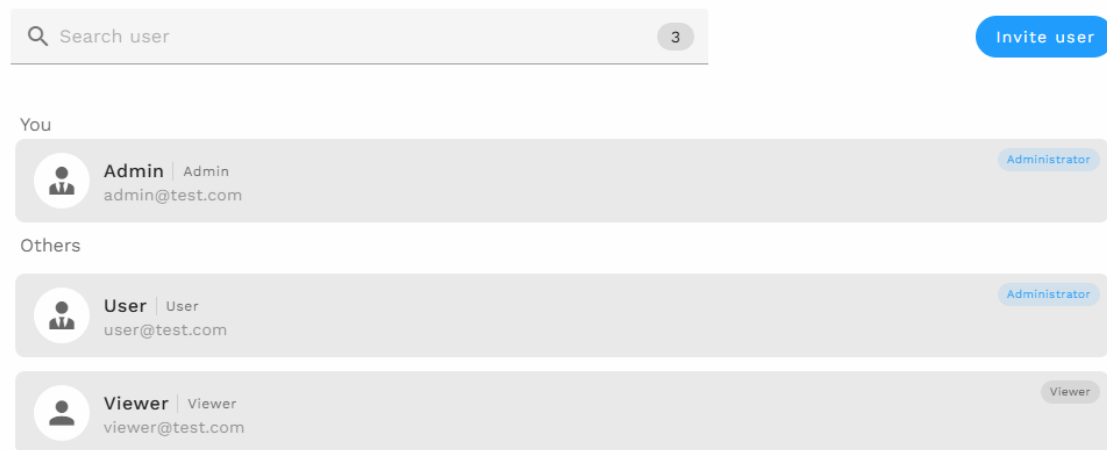 Search user 3 Invite user
You
Admin Admin Administrator
admin@test.com
Others
User User Administrator
user@test.com
Viewer Viewer Viewer
viewer@test.com